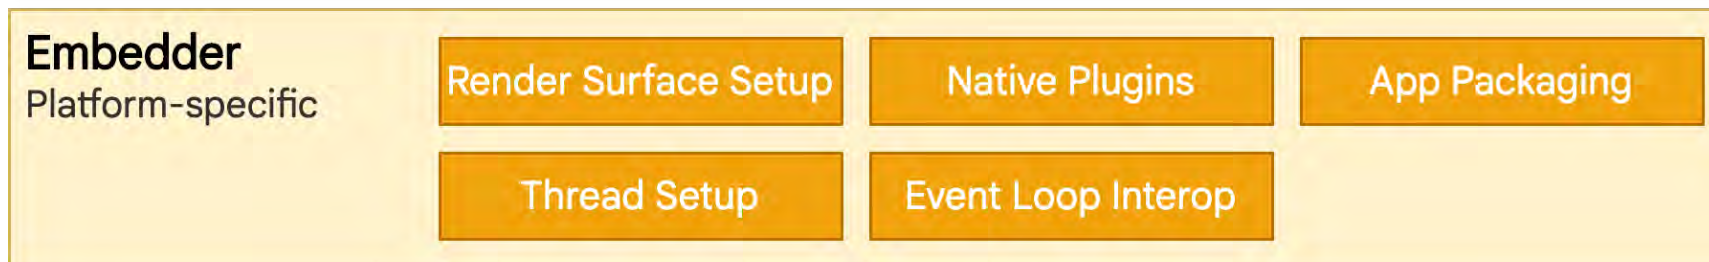 Embedder
Platform-specific
Render Surface Setup
Native Plugins
App Packaging
Thread Setup
Event Loop Interop